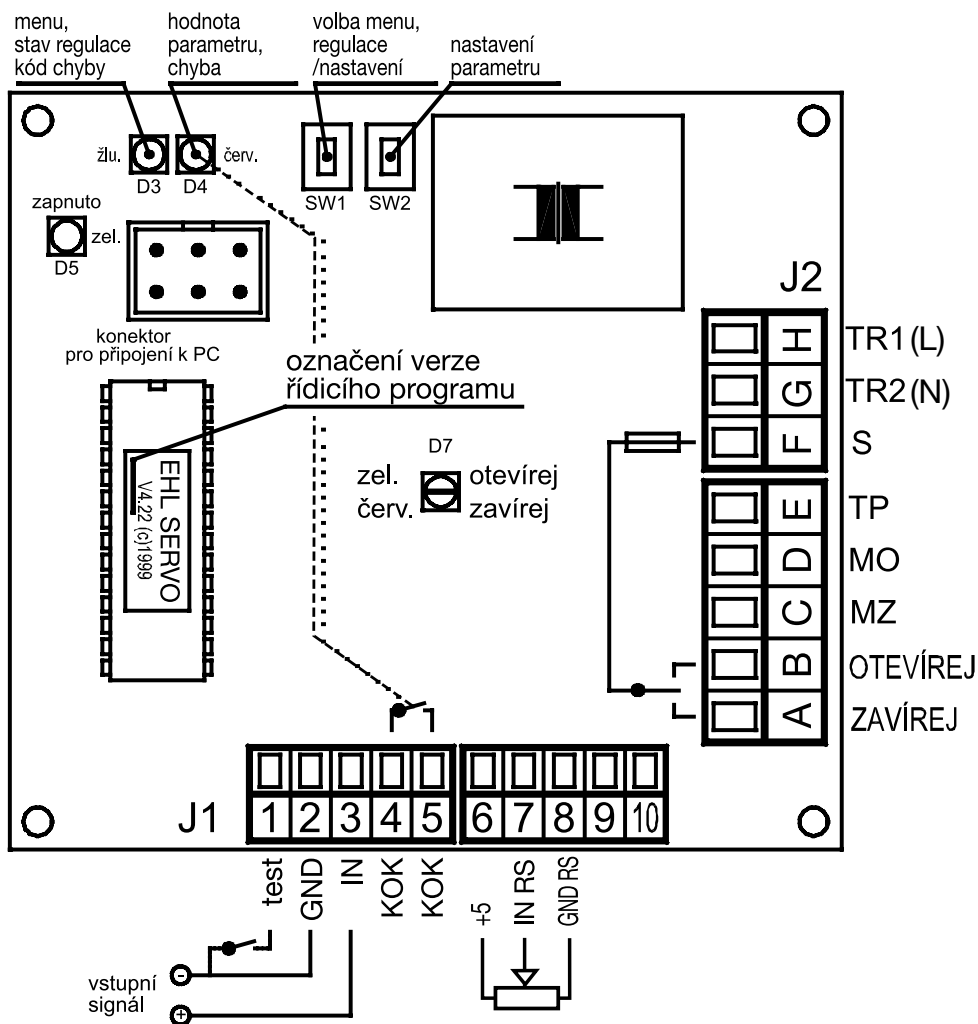 menu,
stav regulace
kód chyby
hodnota
parametru,
chyba
volba menu,
regulace
/nastavení
nastavení
parametru
žlu.
D3
D4
červ.
SW1
SW2
zapnuto
zel.
D5
konektor
pro připojení k PC
označení verze
řídicího programu
EHL SERVO
V4.22 (c)1999
D7
zel.
otevírej
červ.
zavírej
J2
H TR1 (L)
G TR2 (N)
F S
E TP
D MO
C MZ
B OTEVÍREJ
A ZAVÍREJ
J1
1 2 3 4 5 6 7 8 9 10
test
GND
IN
KOK
KOK
+5
IN RS
GND RS
vstupní
signál
-
+